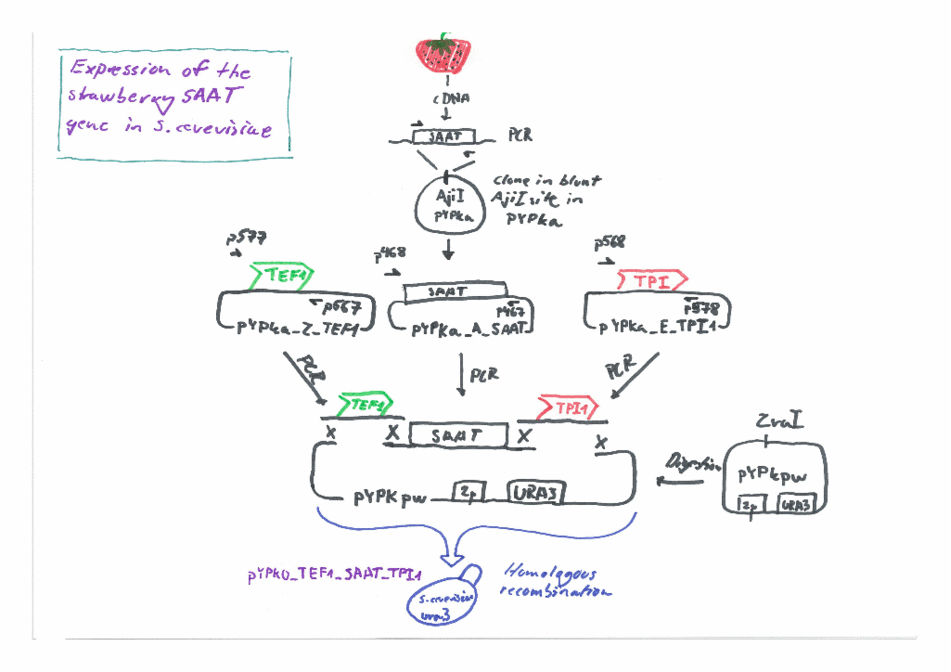 Expression of the
strawberry SAAT
gene in S. cerevisiae
cDNA
SAAT
PCR
AjiI
pYPKa
Clone in blunt
AjiI site in
pYPKa
p577
TEF1
p667
pYPKa_Z_TEF1
p468
SAAT
p467
pYPKa_A_SAAT
p568
TPI
p578
pYPKa_E_TPI1
PCR
PCR
PCR
TEF1
TPI1
X
X
SAAT
X
X
pYPKpw
2µ
URA3
Digestion
ZraI
pYPKpw
2µ
URA3
pYPK0_TEF1_SAAT_TPI1
S. cerevisiae
ura3
Homologous
recombination